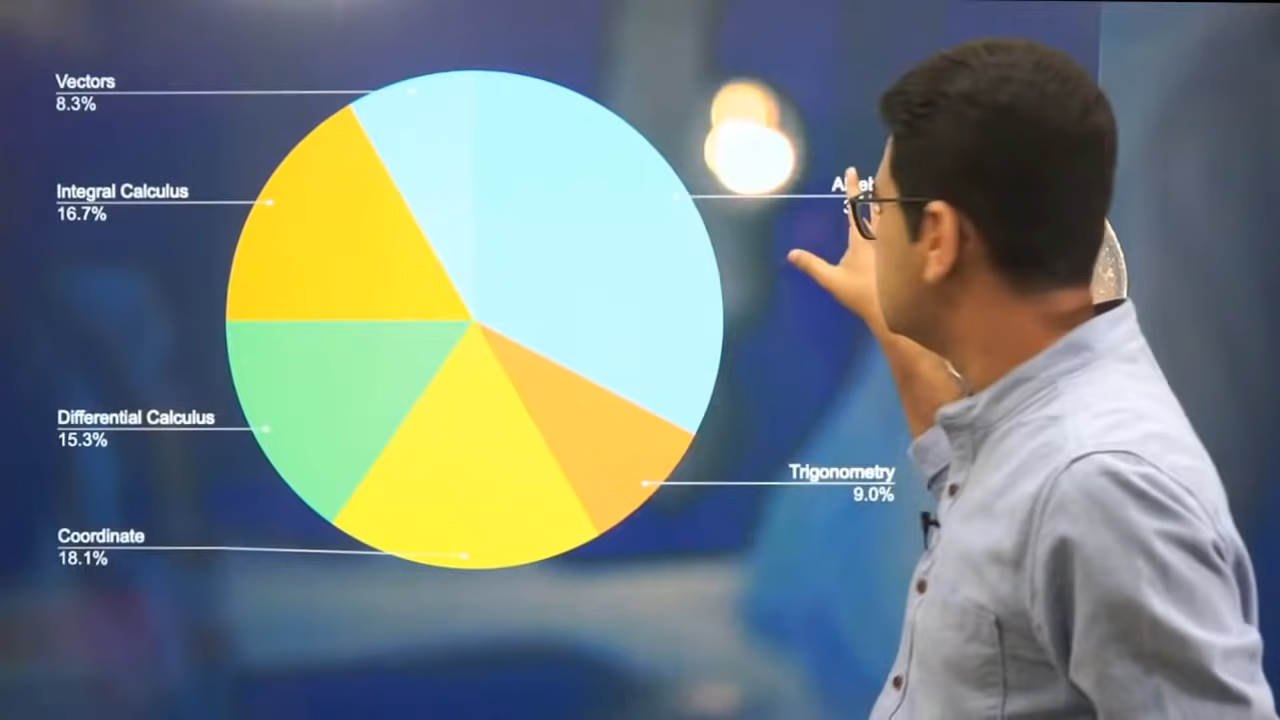 Vectors
8.3%
Integral Calculus
16.7%
Differential Calculus
15.3%
Coordinate
18.1%
Trigonometry
9.0%